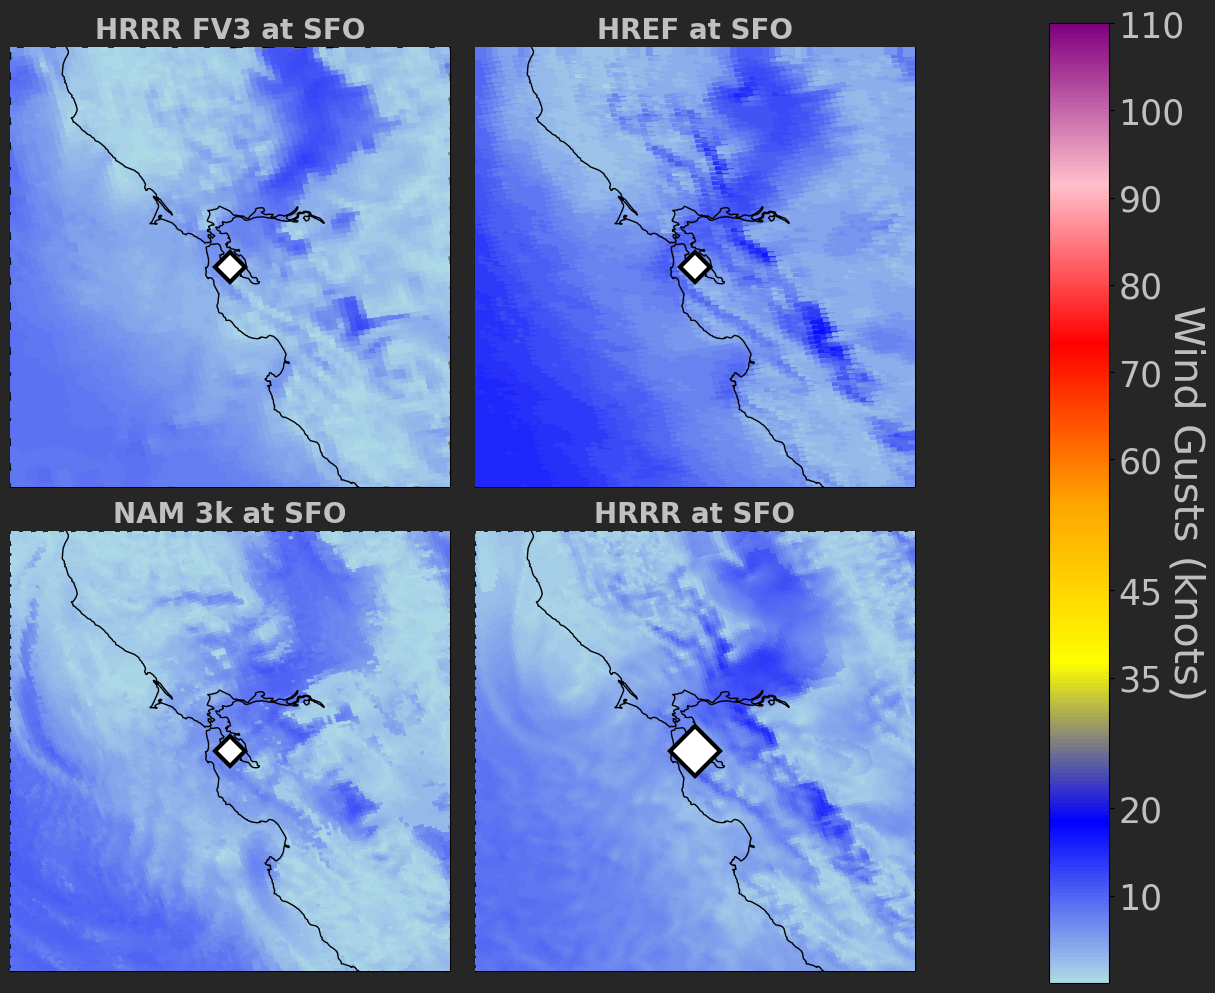 HRRR FV3 at SFO
HREF at SFO
NAM 3k at SFO
HRRR at SFO
110
100
90
80
70
60
45
35
20
10
Wind Gusts (knots)